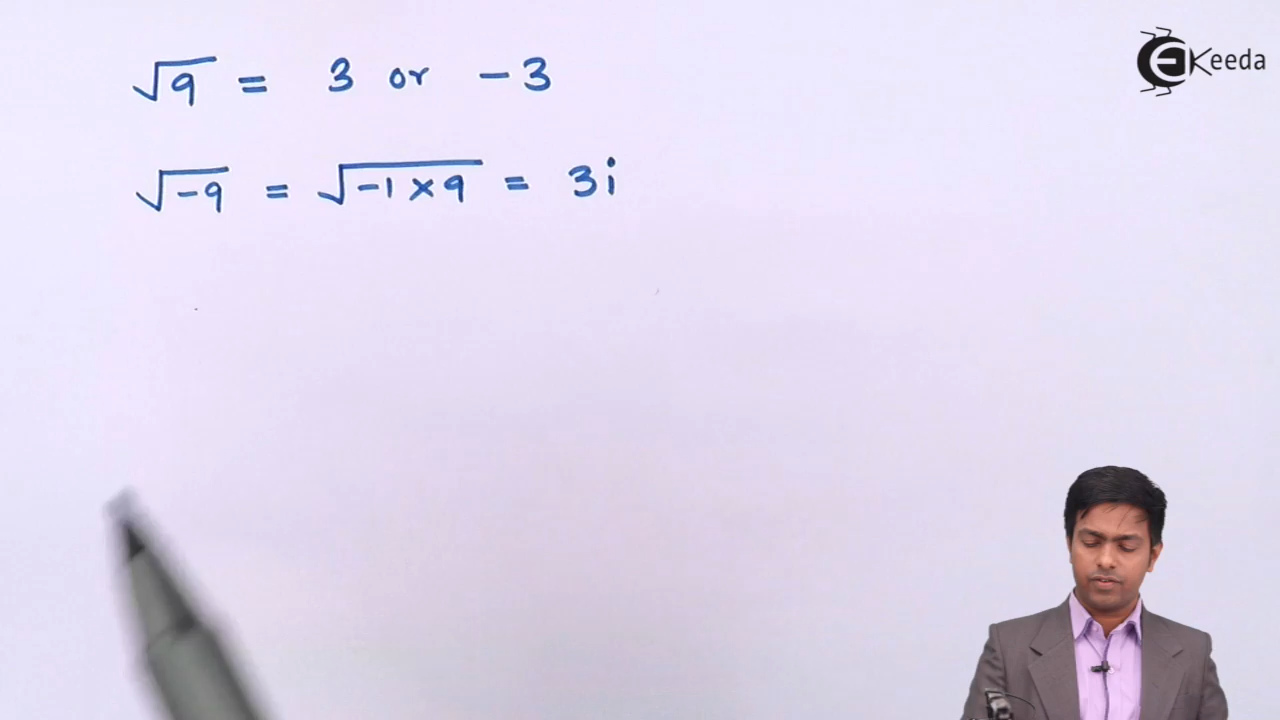 √9 = 3 or -3
EKeeda
√-9 = √-1×9 = 3i